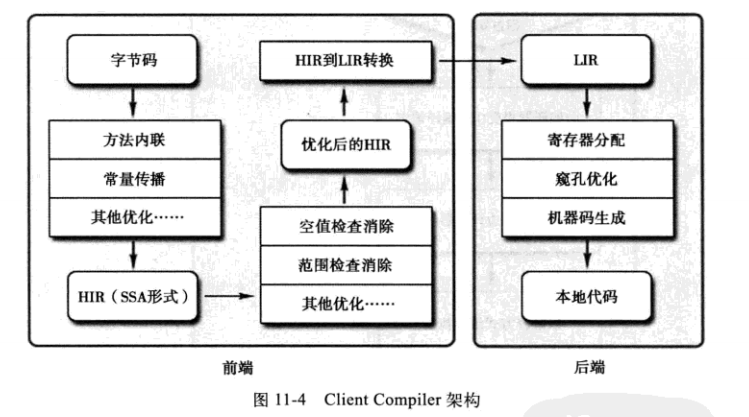 字节码
方法内联
常量传播
其他优化……
HIR（SSA形式）
HIR到LIR转换
优化后的HIR
空值检查消除
范围检查消除
其他优化……
前端
LIR
寄存器分配
窥孔优化
机器码生成
本地代码
后端
图 11-4 Client Compiler 架构